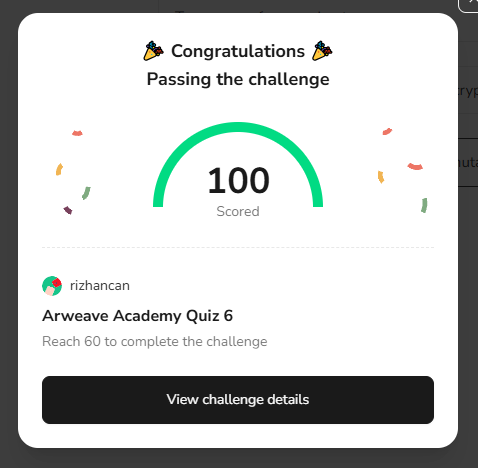 Congratulations
Passing the challenge
100
Scored
rizhancan
Arweave Academy Quiz 6
Reach 60 to complete the challenge
View challenge details